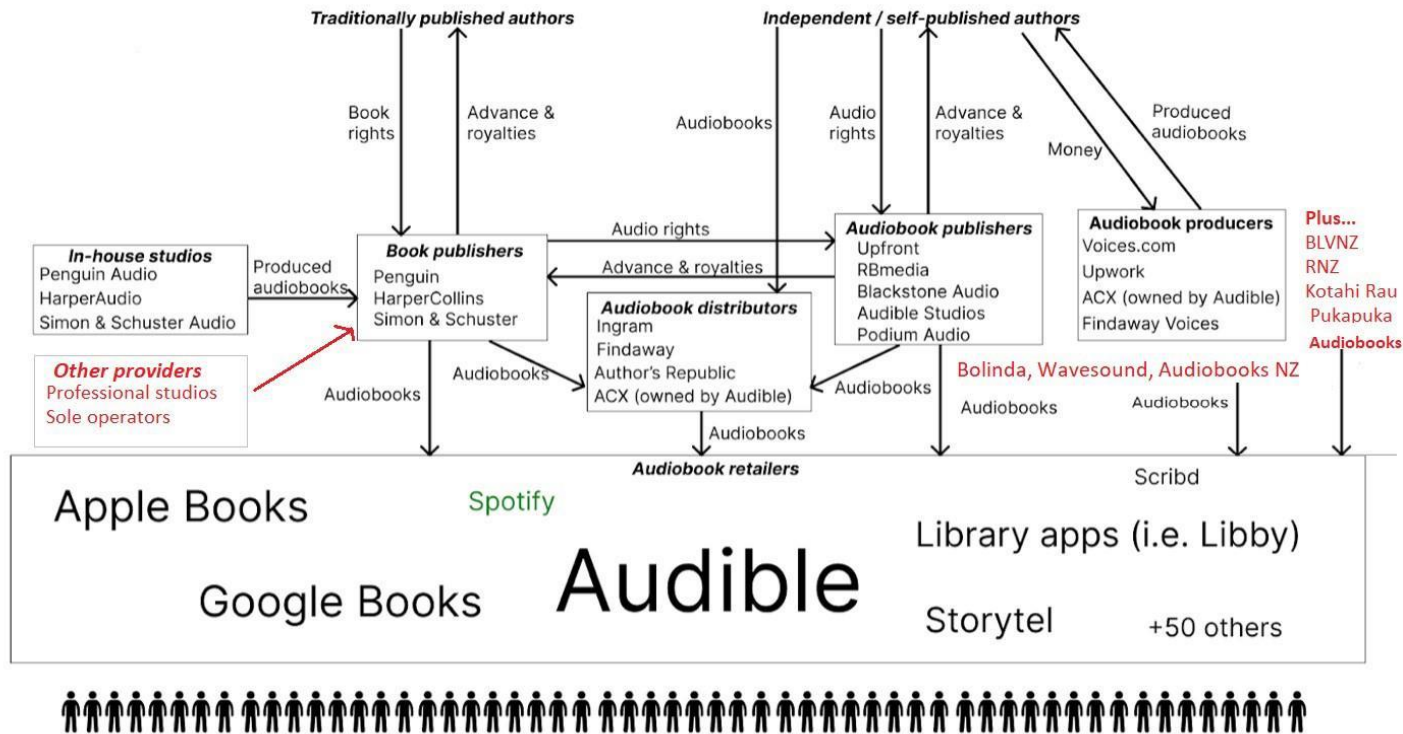 Traditionally published authors
Independent / self-published authors
Book
rights
Advance &
royalties
Audiobooks
Audio
rights
Advance &
royalties
Money
Produced
audiobooks
In-house studios
Penguin Audio
HarperAudio
Simon & Schuster Audio
Produced
audiobooks
Book publishers
Penguin
HarperCollins
Simon & Schuster
Audio rights
Advance & royalties
Audiobook publishers
Upfront
RBmedia
Blackstone Audio
Audible Studios
Podium Audio
Audiobook producers
Voices.com
Upwork
ACX (owned by Audible)
Findaway Voices
Plus...
BLVNZ
RNZ
Kotahi Rau
Pukapuka
Audiobooks
Audiobook distributors
Ingram
Findaway
Author's Republic
ACX (owned by Audible)
Other providers
Professional studios
Sole operators
Audiobooks
Audiobooks
Audiobooks
Audiobooks
Bolinda, Wavesound, Audiobooks NZ
Audiobooks
Audiobooks
Audiobook retailers
Apple Books
Spotify
Scribd
Library apps (i.e. Libby)
Audible
Google Books
Storytel
+50 others